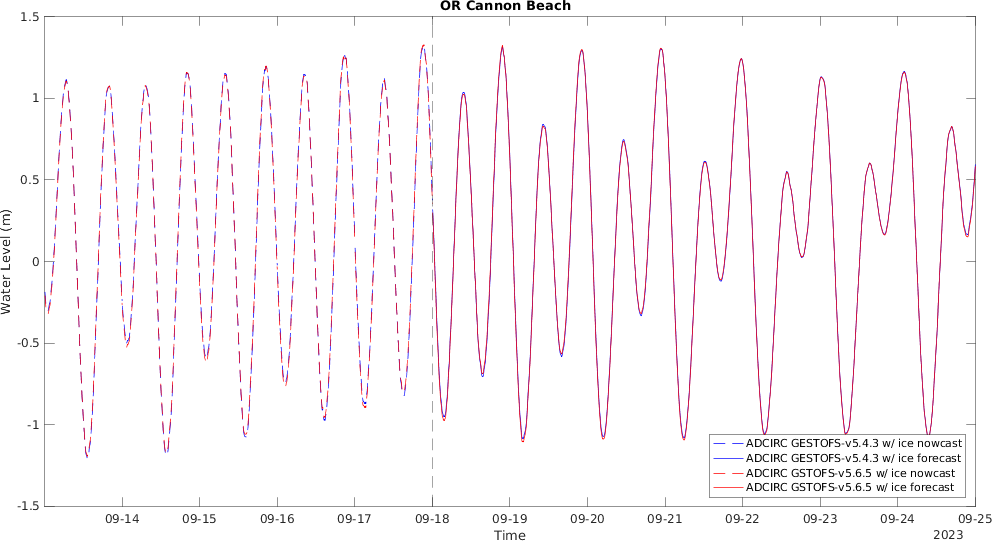 OR Cannon Beach
1.5
1
0.5
0
-0.5
-1
-1.5
Water Level (m)
09-14 09-15 09-16 09-17 09-18 09-19 09-20 09-21 09-22 09-23 09-24 09-25
Time
2023
ADCIRC GESTOFS-v5.4.3 w/ ice nowcast
ADCIRC GESTOFS-v5.4.3 w/ ice forecast
ADCIRC GSTOFS-v5.6.5 w/ ice nowcast
ADCIRC GSTOFS-v5.6.5 w/ ice forecast